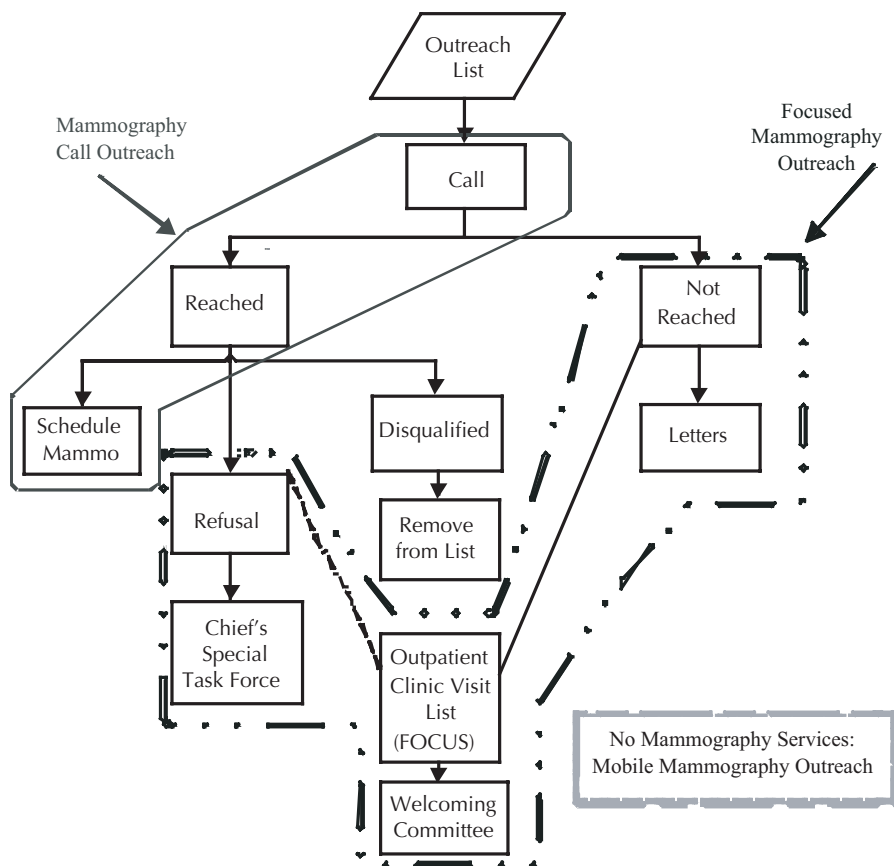 Outreach
List
Mammography
Call Outreach
Focused
Mammography
Outreach
Call
Reached
Not
Reached
Schedule
Mammo
Disqualified
Letters
Refusal
Remove
from List
Chief's
Special
Task Force
Outpatient
Clinic Visit
List
(FOCUS)
No Mammography Services:
Mobile Mammography Outreach
Welcoming
Committee